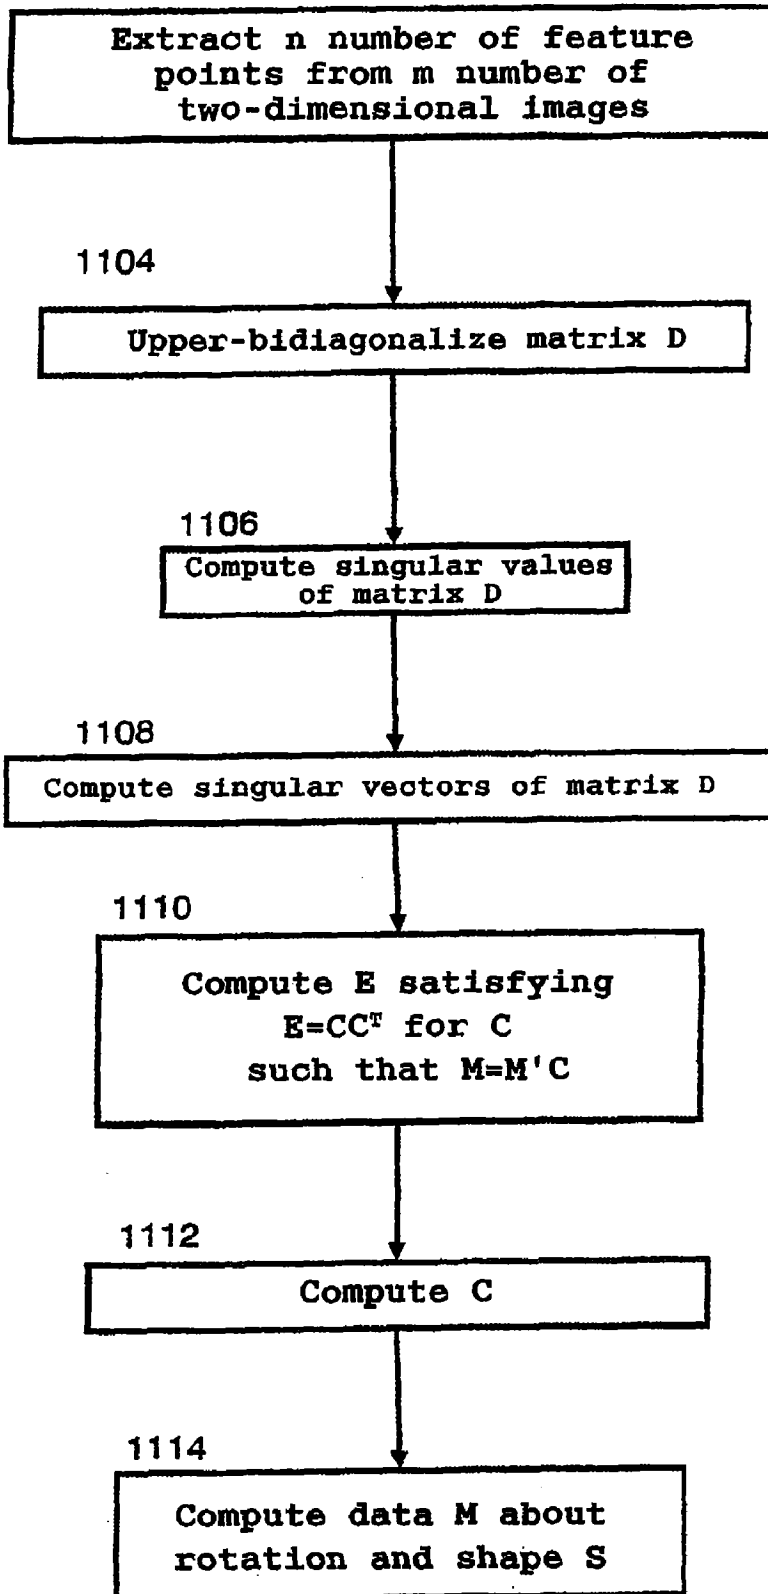 Extract n number of feature
points from m number of
two-dimensional images
1104
Upper-bidiagonalize matrix D
1106
Compute singular values
of matrix D
1108
Compute singular vectors of matrix D
1110
Compute E satisfying
E=CCᵀ for C
such that M=M'C
1112
Compute C
1114
Compute data M about
rotation and shape S